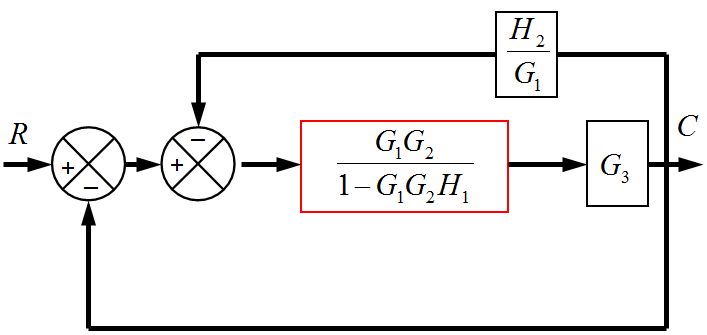 H₂
G₁
R
C
G₁G₂
1 − G₁G₂H₁
G₃
+
−
+
−